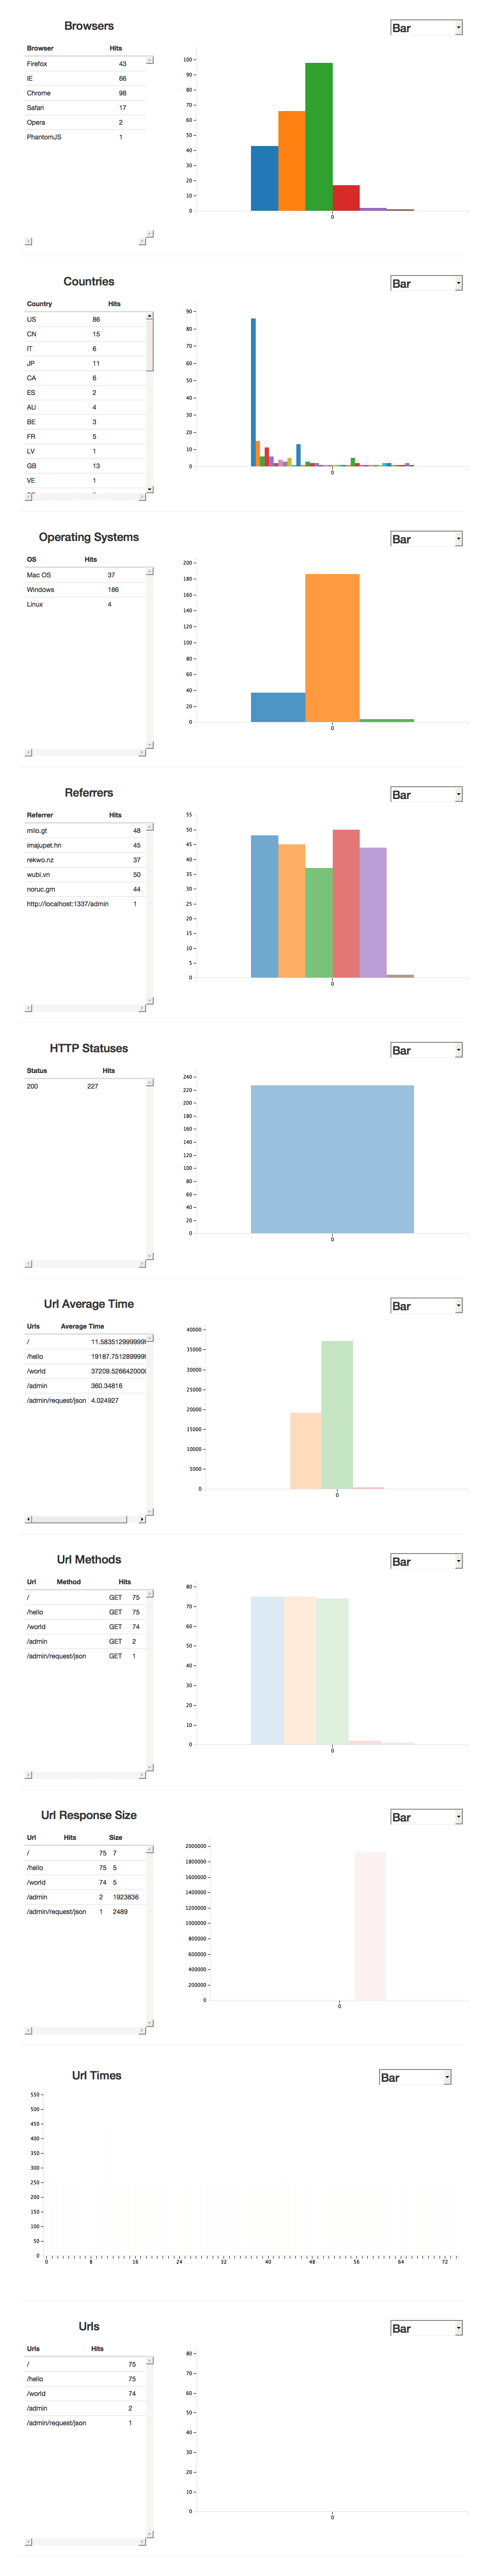 Browsers
Bar
Browser Hits
Firefox 43
IE 66
Chrome 98
Safari 17
Opera 2
PhantomJS 1
100
90
80
70
60
50
40
30
20
10
0
0
Countries
Bar
Country Hits
US 86
CN 15
IT 6
JP 11
CA 6
ES 2
AU 4
BE 3
FR 5
LV 1
GB 13
VE 1
90
80
70
60
50
40
30
20
10
0
0
Operating Systems
Bar
OS Hits
Mac OS 37
Windows 186
Linux 4
200
180
160
140
120
100
80
60
40
20
0
0
Referrers
Bar
Referrer Hits
milo.gt 48
imajupet.hn 45
rekwo.nz 37
wubi.vn 50
noruc.gm 44
http://localhost:1337/admin 1
55
50
45
40
35
30
25
20
15
10
5
0
0
HTTP Statuses
Bar
Status Hits
200 227
240
220
200
180
160
140
120
100
80
60
40
20
0
0
Url Average Time
Bar
Urls Average Time
/ 11.5835129999999
/hello 19187.7512899999
/world 37209.5266420000
/admin 360.34816
/admin/request/json 4.024927
40000
35000
30000
25000
20000
15000
10000
5000
0
0
Url Methods
Bar
Url Method Hits
/ GET 75
/hello GET 75
/world GET 74
/admin GET 2
/admin/request/json GET 1
80
70
60
50
40
30
20
10
0
0
Url Response Size
Bar
Url Hits Size
/ 75 7
/hello 75 5
/world 74 5
/admin 2 1923836
/admin/request/json 1 2489
2000000
1800000
1600000
1400000
1200000
1000000
800000
600000
400000
200000
0
0
Url Times
Bar
550
500
450
400
350
300
250
200
150
100
50
0
0 8 16 24 32 40 48 56 64 72
Urls
Bar
Urls Hits
/ 75
/hello 75
/world 74
/admin 2
/admin/request/json 1
80
70
60
50
40
30
20
10
0
0